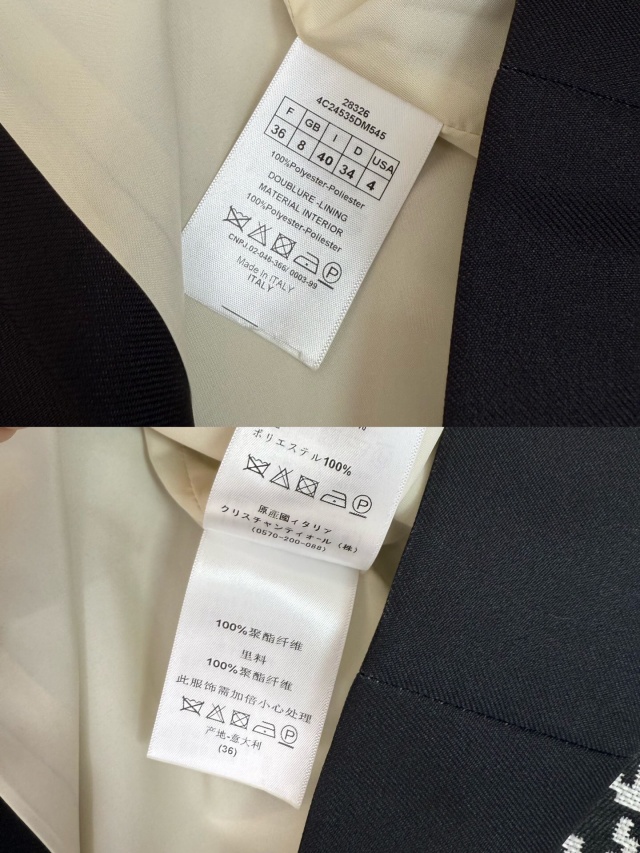 28326
4C24535DM545
F GB I D USA
36 8 40 34 4
100%Polyester-Poliester
DOUBLURE -LINING
MATERIAL INTERIOR
100%Polyester-Poliester
P
CNPJ.02-046-366/ 0003-99
Made in ITALY
ITALY
ポリエステル100%
P
原産國イタリア
クリスチャンディオール (株)
(0570-200-088)
100%聚酯纤维
里料
100%聚酯纤维
此服饰需加倍小心处理
P
产地-意大利
(36)